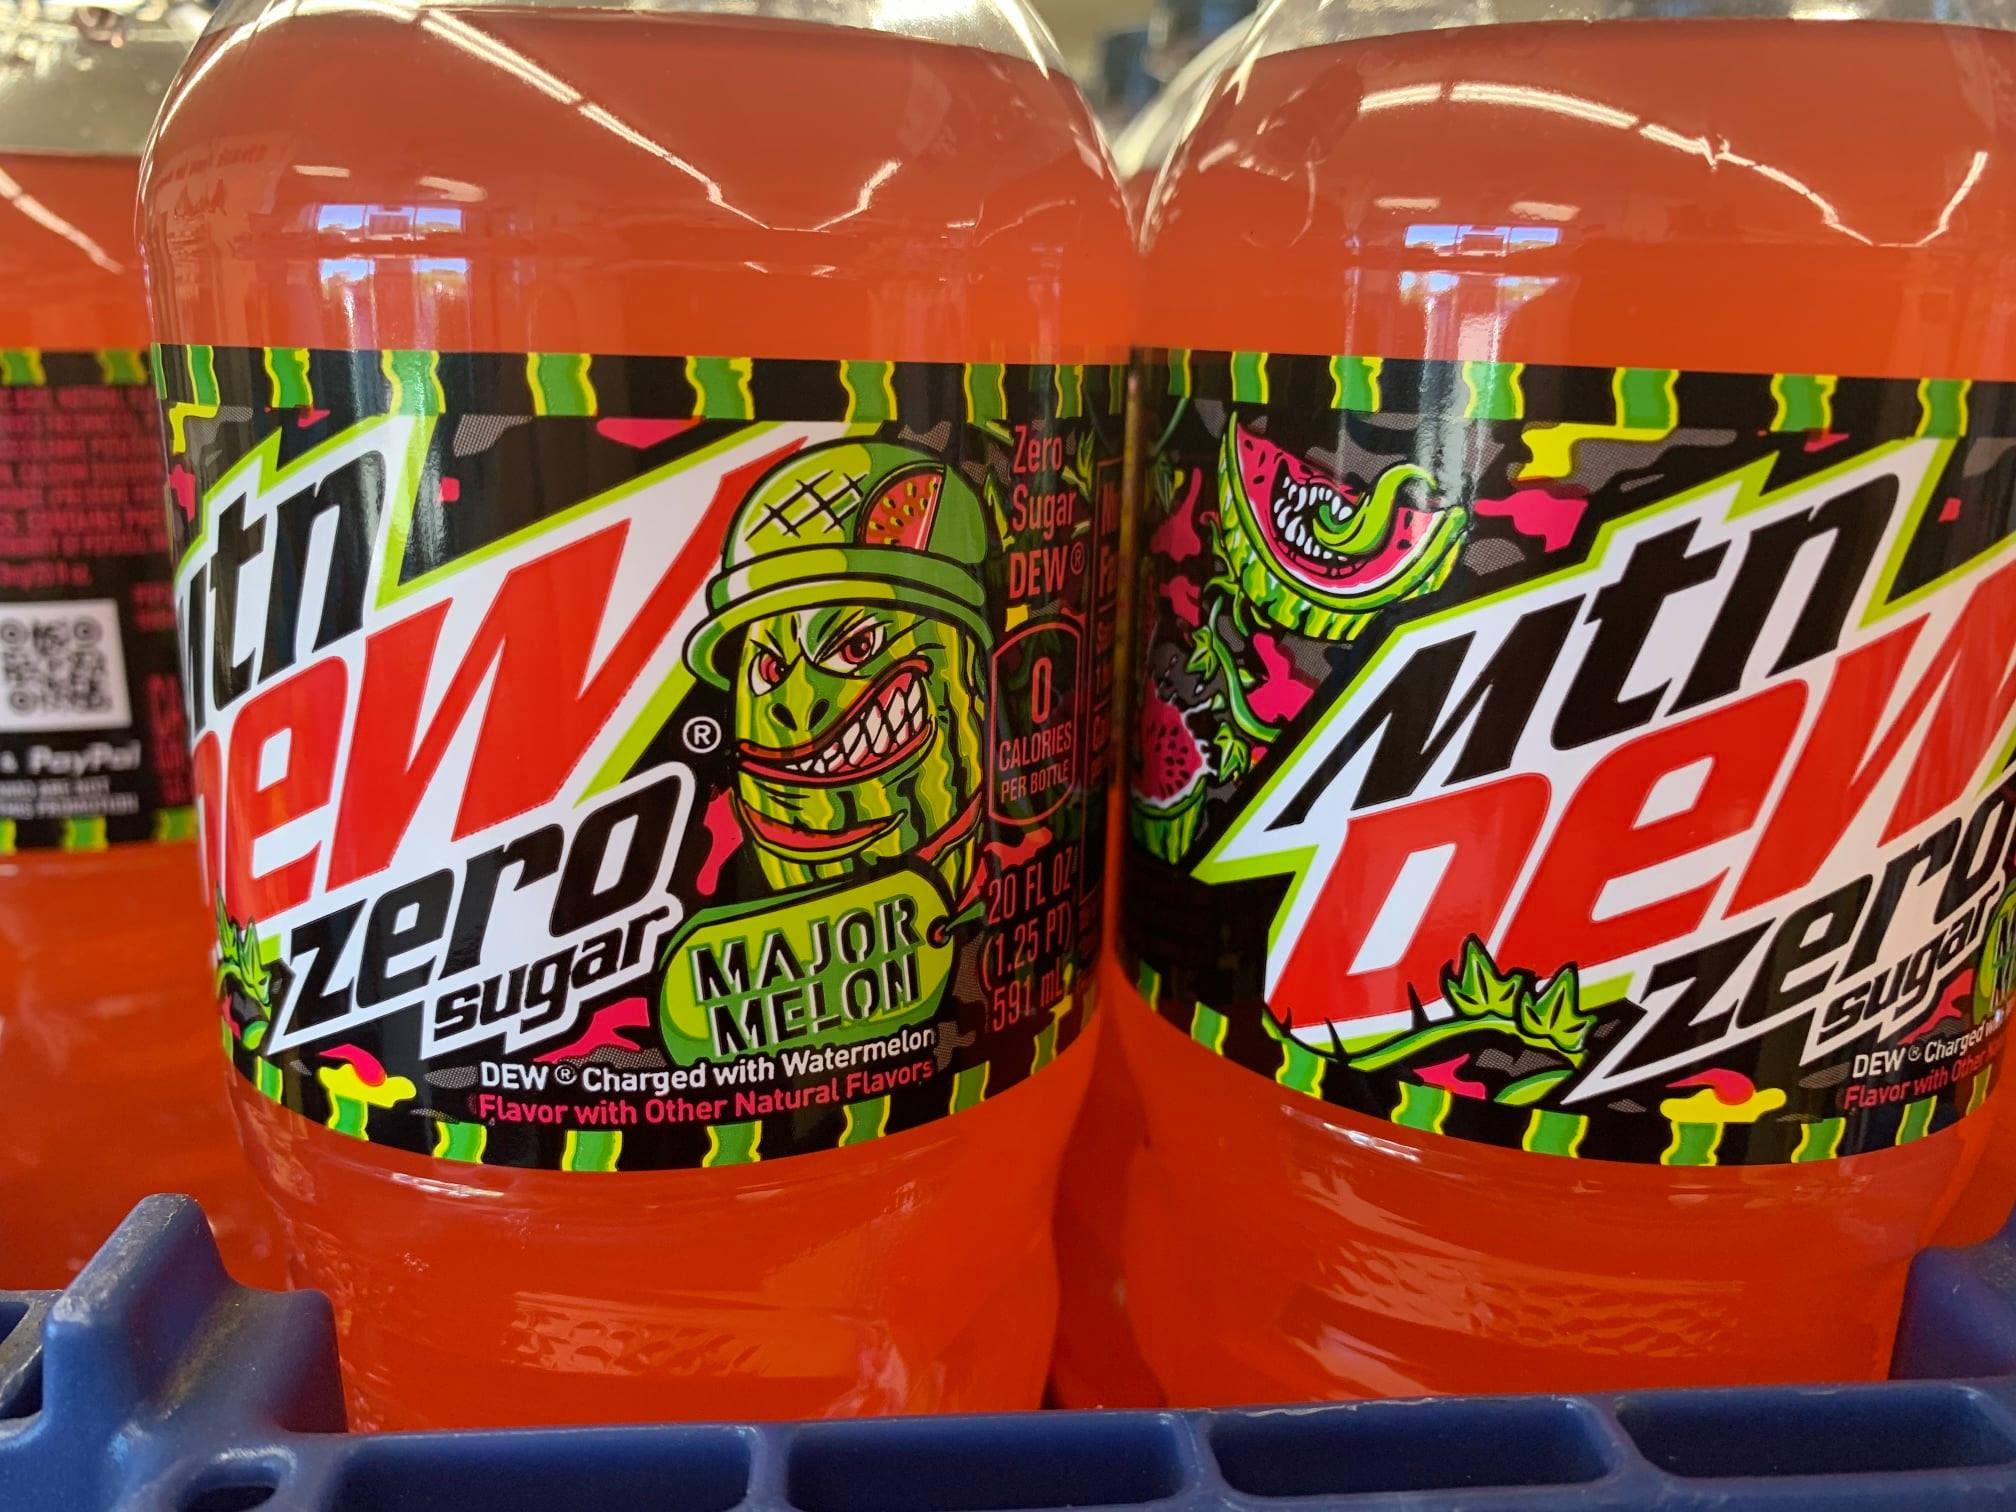 & PayPal
mtn
Dew
zero
sugar
®
MAJOR
MELON
DEW® Charged with Watermelon
Flavor with Other Natural Flavors
Zero
Sugar
DEW®
0
CALORIES
PER BOTTLE
20 FL OZ
(1.25 PT)
591 mL
mtn
Dew
zero
sugar
DEW® Charged
Flavor with